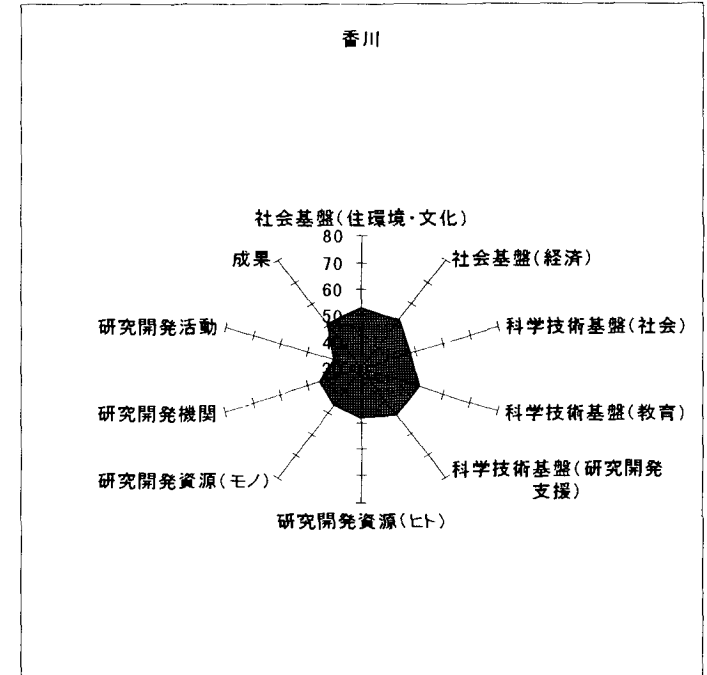 香川
社会基盤(住環境・文化)
80
70
60
50
成果
社会基盤(経済)
研究開発活動
科学技術基盤(社会)
研究開発機関
科学技術基盤(教育)
研究開発資源(モノ)
科学技術基盤(研究開発
支援)
研究開発資源(ヒト)